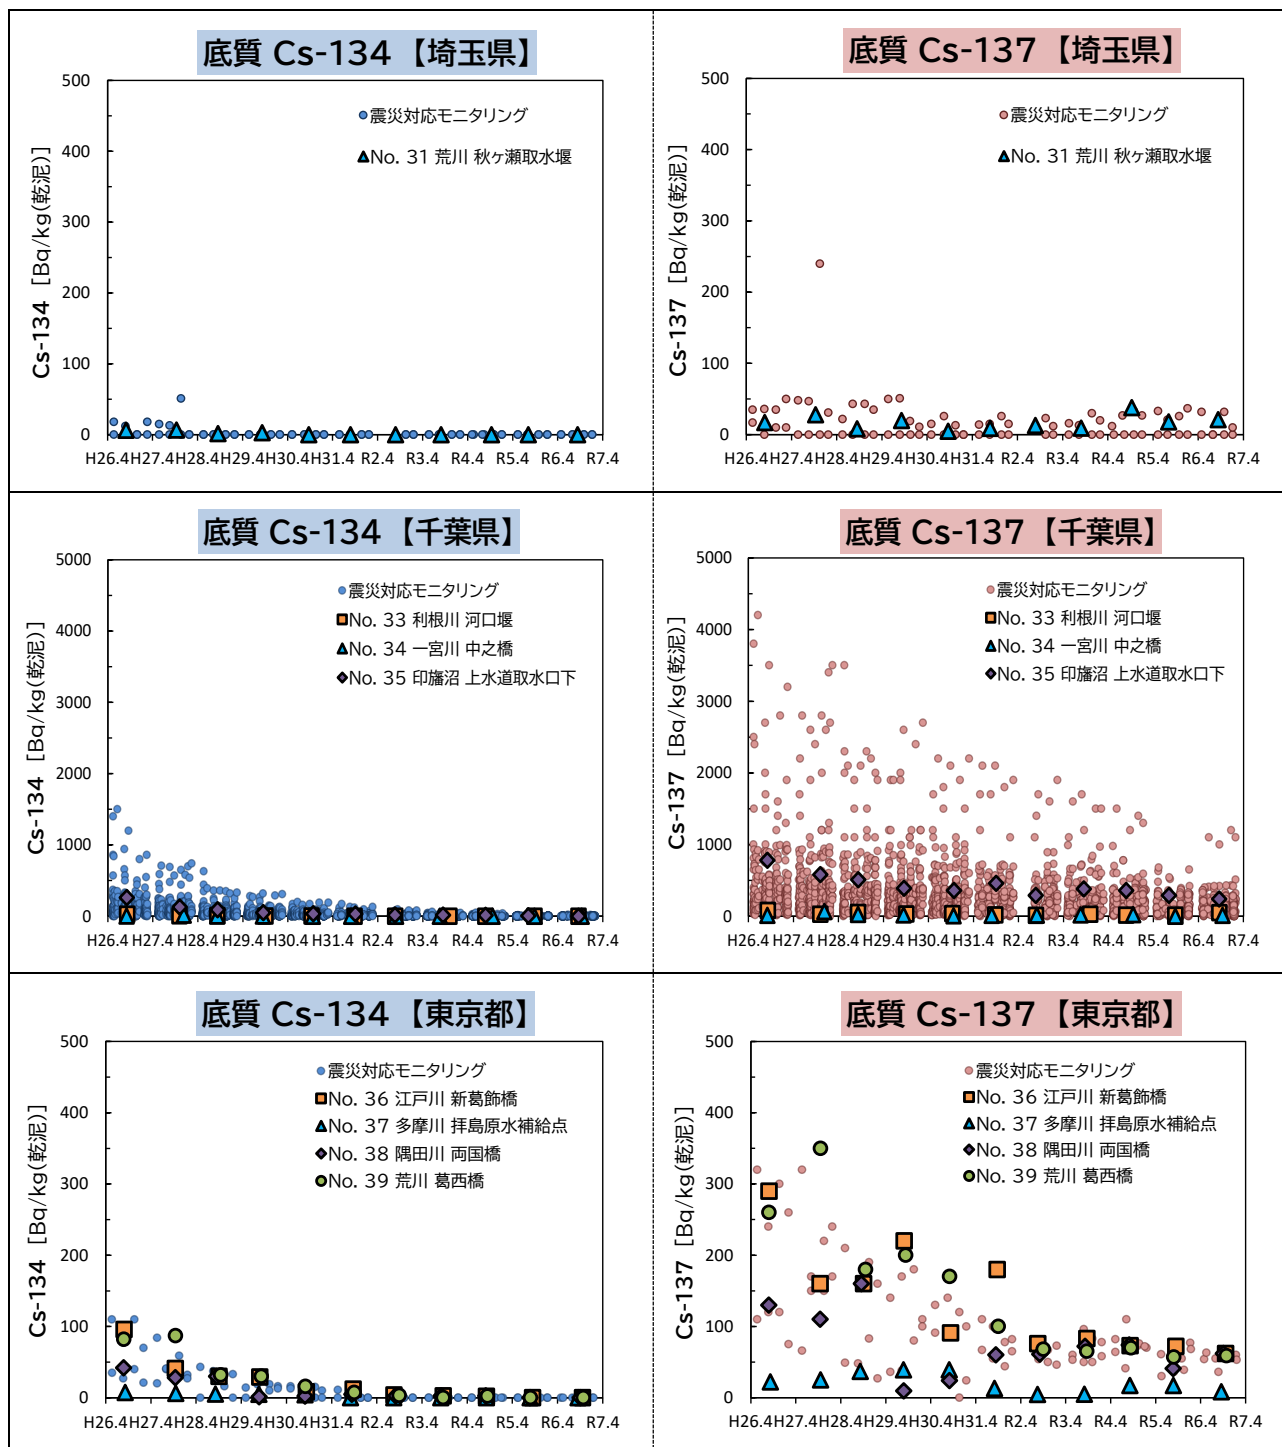 底質 Cs-134 【埼玉県】
Cs-134 [Bq/kg(乾泥)]
500
400
300
200
100
0
震災対応モニタリング
No. 31 荒川 秋ヶ瀬取水堰
H26.4 H27.4 H28.4 H29.4 H30.4 H31.4 R2.4 R3.4 R4.4 R5.4 R6.4 R7.4
底質 Cs-137 【埼玉県】
Cs-137 [Bq/kg(乾泥)]
500
400
300
200
100
0
震災対応モニタリング
No. 31 荒川 秋ヶ瀬取水堰
H26.4 H27.4 H28.4 H29.4 H30.4 H31.4 R2.4 R3.4 R4.4 R5.4 R6.4 R7.4
底質 Cs-134 【千葉県】
Cs-134 [Bq/kg(乾泥)]
5000
4000
3000
2000
1000
0
震災対応モニタリング
No. 33 利根川 河口堰
No. 34 一宮川 中之橋
No. 35 印旛沼 上水道取水口下
H26.4 H27.4 H28.4 H29.4 H30.4 H31.4 R2.4 R3.4 R4.4 R5.4 R6.4 R7.4
底質 Cs-137 【千葉県】
Cs-137 [Bq/kg(乾泥)]
5000
4000
3000
2000
1000
0
震災対応モニタリング
No. 33 利根川 河口堰
No. 34 一宮川 中之橋
No. 35 印旛沼 上水道取水口下
H26.4 H27.4 H28.4 H29.4 H30.4 H31.4 R2.4 R3.4 R4.4 R5.4 R6.4 R7.4
底質 Cs-134 【東京都】
Cs-134 [Bq/kg(乾泥)]
500
400
300
200
100
0
震災対応モニタリング
No. 36 江戸川 新葛飾橋
No. 37 多摩川 拝島原水補給点
No. 38 隅田川 両国橋
No. 39 荒川 葛西橋
H26.4 H27.4 H28.4 H29.4 H30.4 H31.4 R2.4 R3.4 R4.4 R5.4 R6.4 R7.4
底質 Cs-137 【東京都】
Cs-137 [Bq/kg(乾泥)]
500
400
300
200
100
0
震災対応モニタリング
No. 36 江戸川 新葛飾橋
No. 37 多摩川 拝島原水補給点
No. 38 隅田川 両国橋
No. 39 荒川 葛西橋
H26.4 H27.4 H28.4 H29.4 H30.4 H31.4 R2.4 R3.4 R4.4 R5.4 R6.4 R7.4